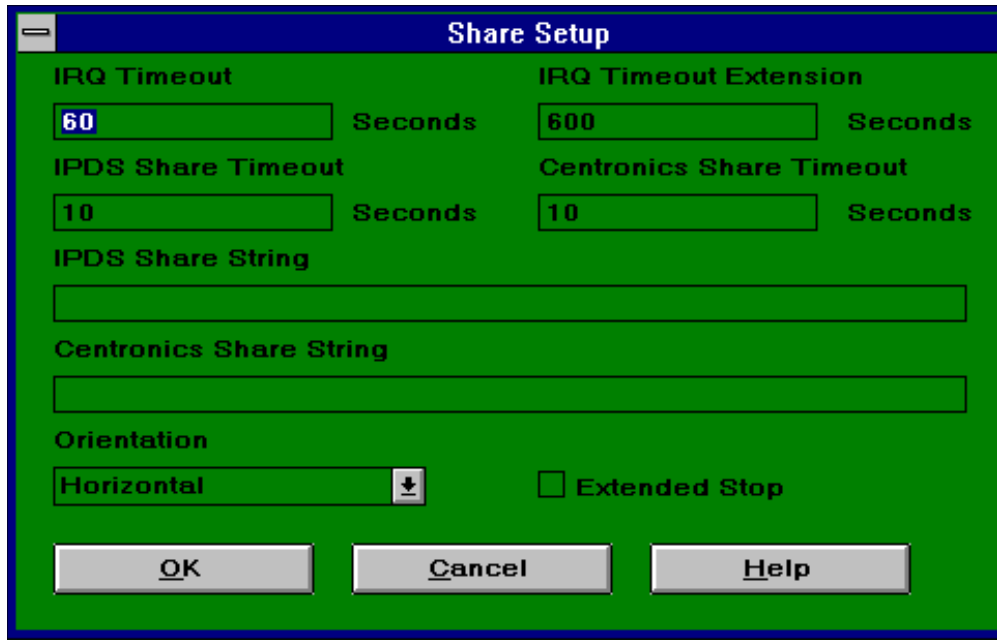 Share Setup
IRQ Timeout IRQ Timeout Extension
60 Seconds 600 Seconds
IPDS Share Timeout Centronics Share Timeout
10 Seconds 10 Seconds
IPDS Share String
Centronics Share String
Orientation
Horizontal Extended Stop
OK Cancel Help